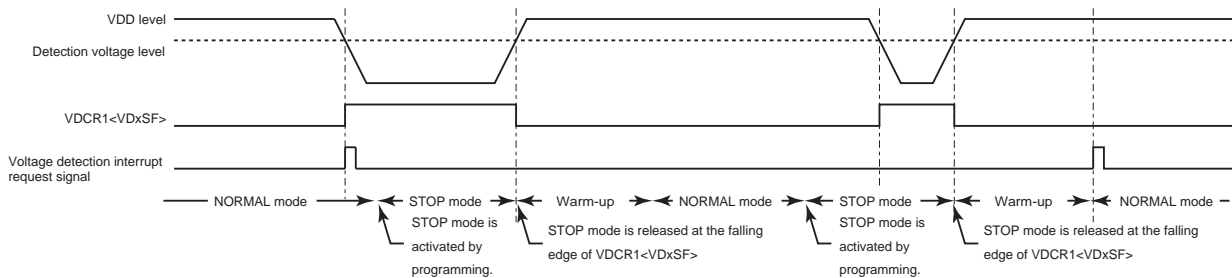 VDD level
Detection voltage level
VDCR1<VDxSF>
Voltage detection interrupt
request signal
NORMAL mode
STOP mode
Warm-up
NORMAL mode
STOP mode
Warm-up
NORMAL mode
STOP mode is
activated by
programming.
STOP mode is released at the falling
edge of VDCR1<VDxSF>
STOP mode is
activated by
programming.
STOP mode is released at the falling
edge of VDCR1<VDxSF>